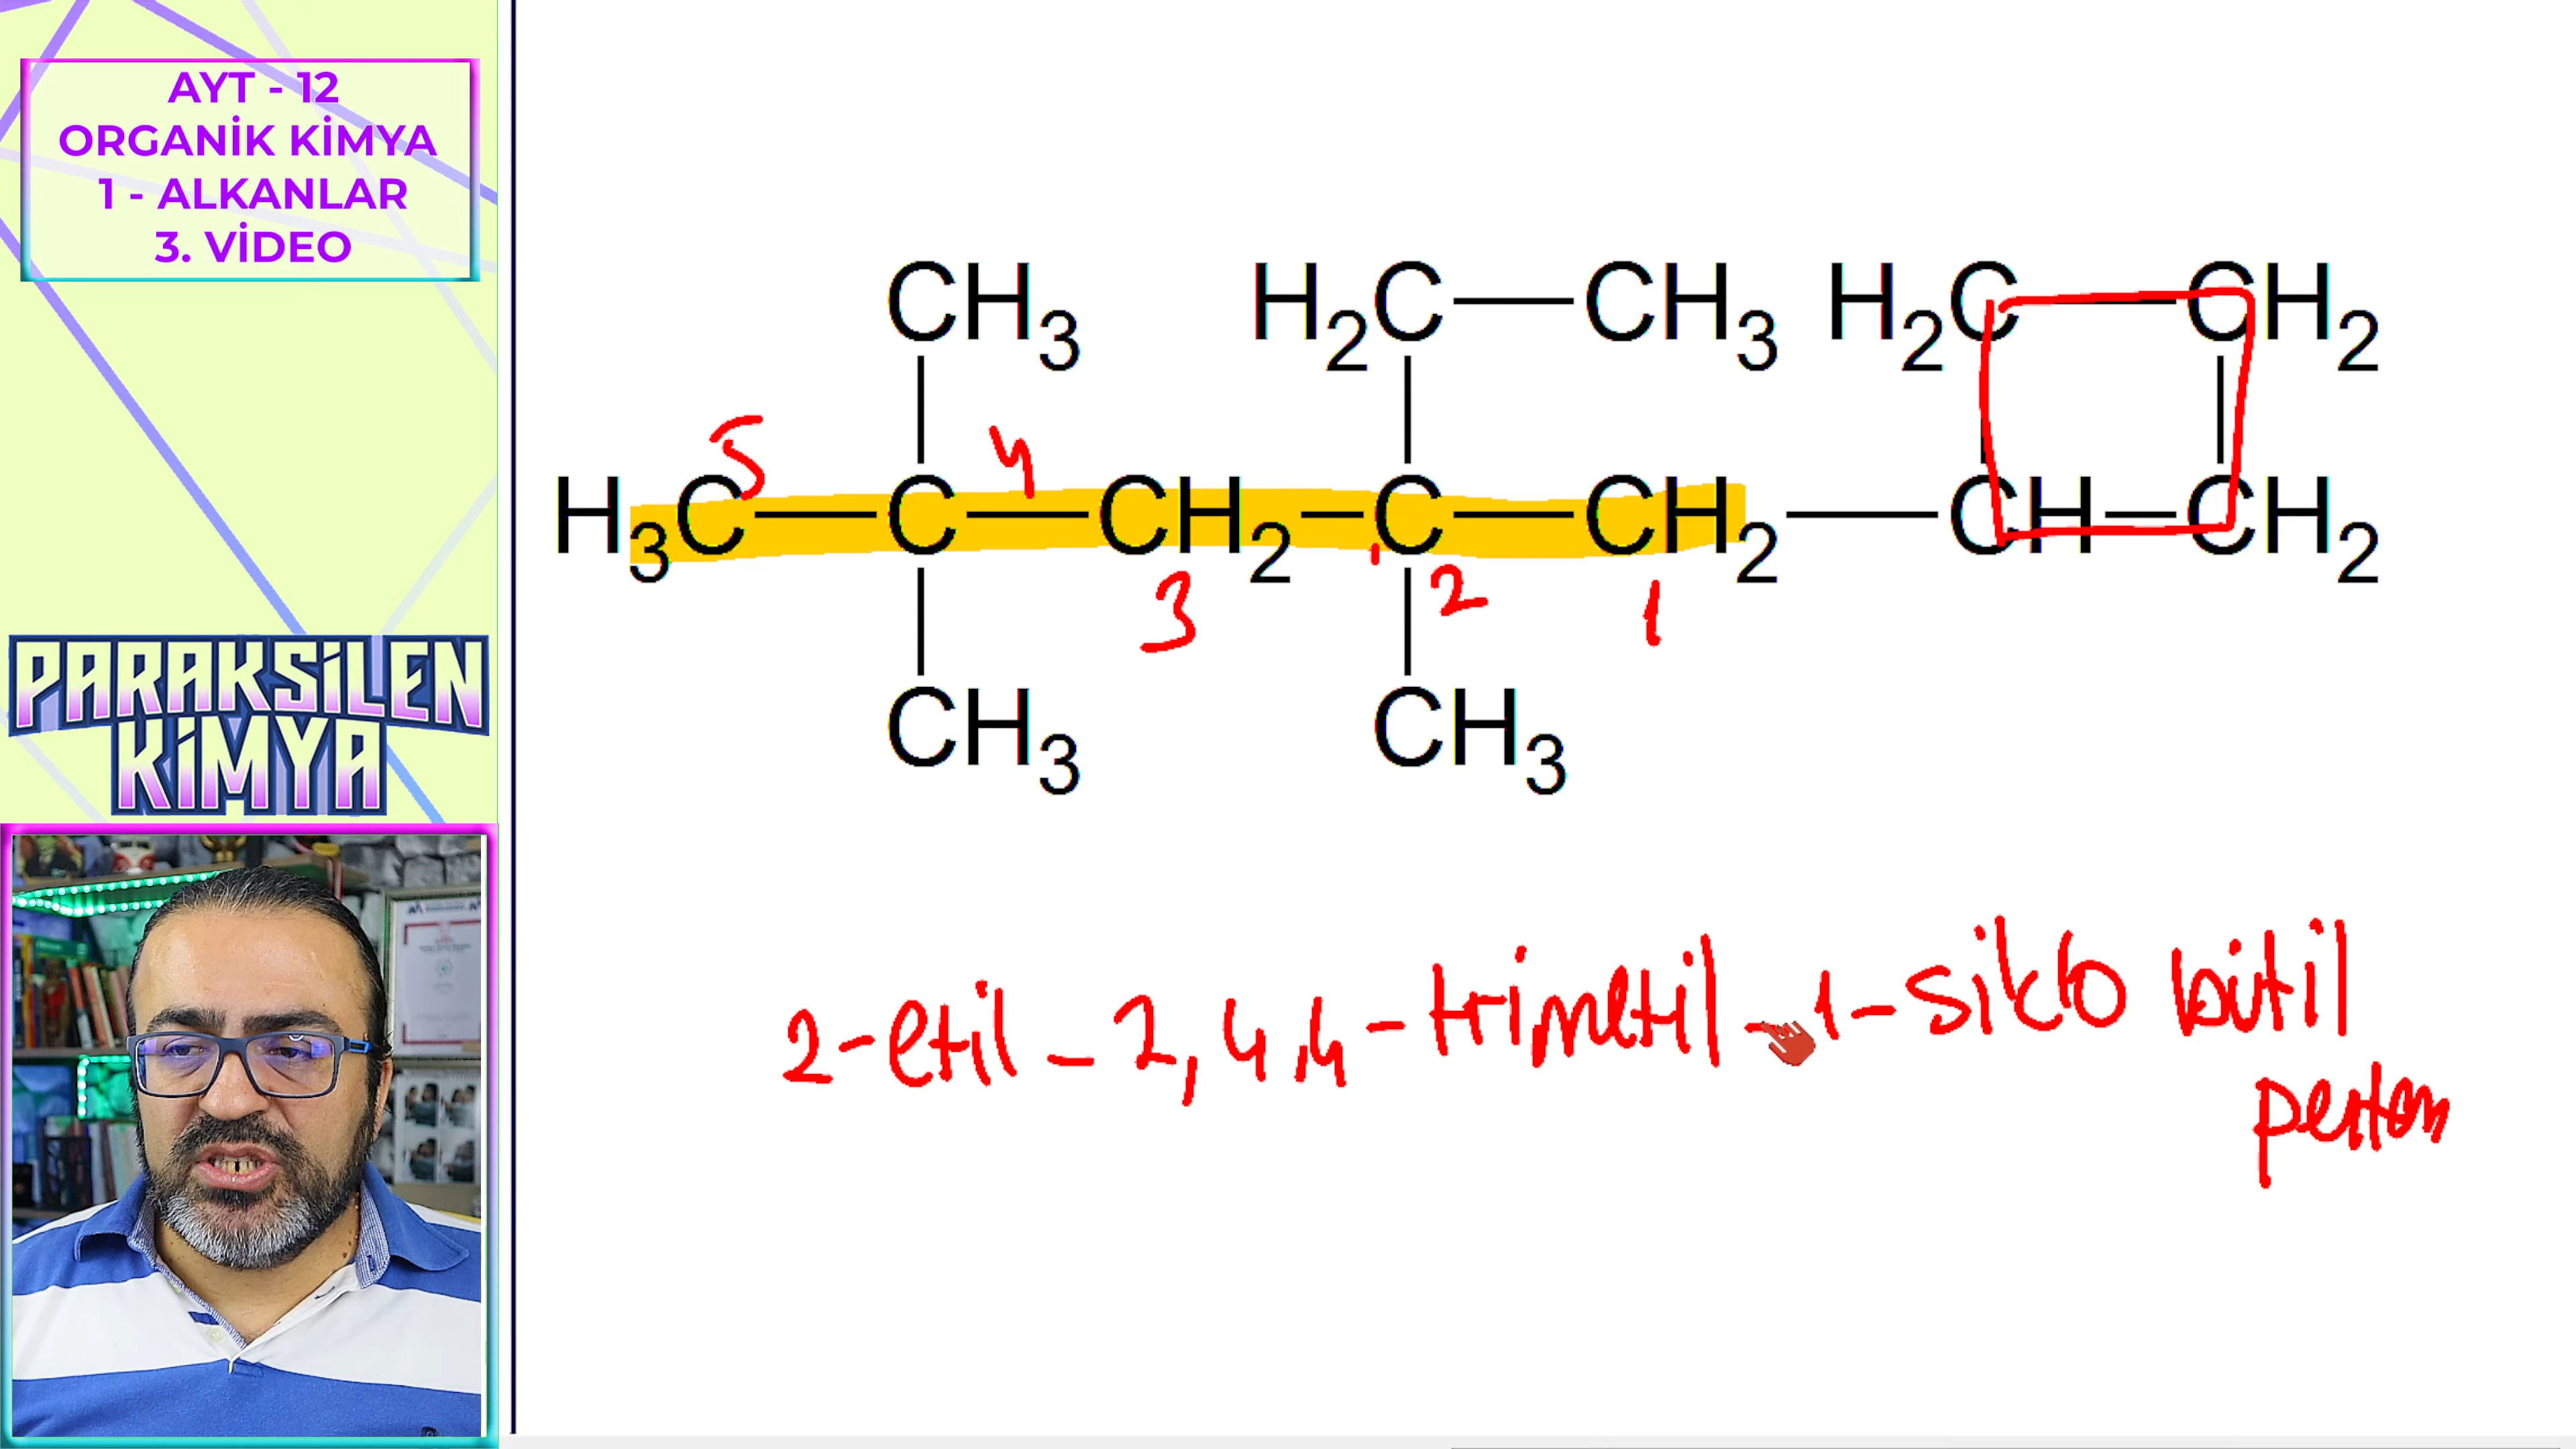 AYT - 12
ORGANİK KİMYA
1 - ALKANLAR
3. VİDEO
PARAKSİLEN
KİMYA
CH3 H2C—CH3 H2C—CH2
5 4
H3C—C—CH2—C—CH2—CH—CH2
3 2 1
CH3 CH3
2-etil-2,4,4-trimetil-1-siklo bütil
pentan